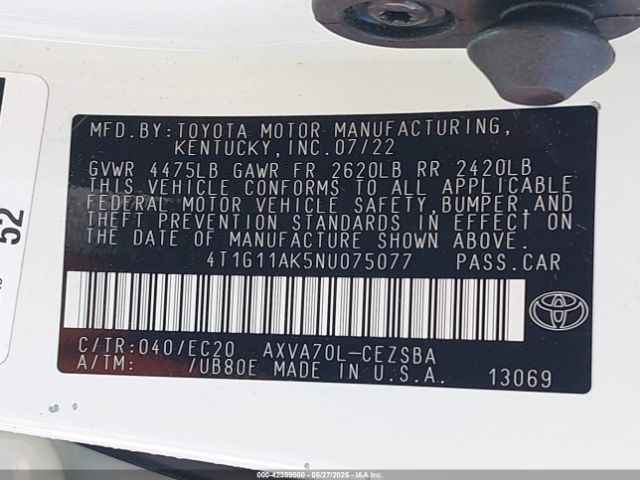 MFD.BY:TOYOTA MOTOR MANUFACTURING,
KENTUCKY,INC.07/22
GVWR 4475LB GAWR FR 2620LB RR 2420LB
THIS VEHICLE CONFORMS TO ALL APPLICABLE
FEDERAL MOTOR VEHICLE SAFETY,BUMPER,AND
THEFT PREVENTION STANDARDS IN EFFECT ON
THE DATE OF MANUFACTURE SHOWN ABOVE.
4T1G11AK5NU075077 PASS.CAR
C/TR:040/EC20 AXVA70L-CEZSBA
A/TM: /UB80E MADE IN U.S.A. 13069
TOYOTA
52
000-42359500 05/27/2025 © IAA Holdings, LLC